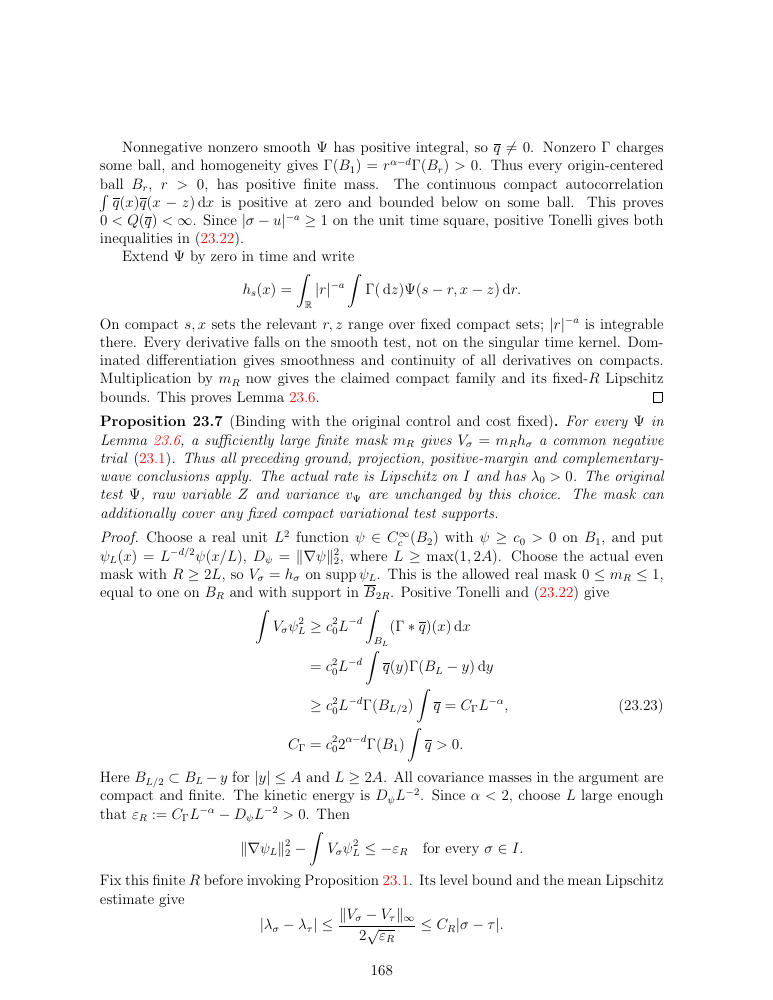 Nonnegative nonzero smooth Ψ has positive integral, so q̅ ≠ 0. Nonzero Γ charges
some ball, and homogeneity gives Γ(B₁) = r^{α−d}Γ(B_r) > 0. Thus every origin-centered
ball B_r, r > 0, has positive finite mass. The continuous compact autocorrelation
∫ q̅(x)q̅(x − z) dx is positive at zero and bounded below on some ball. This proves
0 < Q(q̅) < ∞. Since |σ − u|^{−a} ≥ 1 on the unit time square, positive Tonelli gives both
inequalities in (23.22).
Extend Ψ by zero in time and write
h_s(x) = ∫_ℝ |r|^{−a} ∫ Γ( dz)Ψ(s − r, x − z) dr.
On compact s, x sets the relevant r, z range over fixed compact sets; |r|^{−a} is integrable
there. Every derivative falls on the smooth test, not on the singular time kernel. Dom-
inated differentiation gives smoothness and continuity of all derivatives on compacts.
Multiplication by m_R now gives the claimed compact family and its fixed-R Lipschitz
bounds. This proves Lemma 23.6. □
Proposition 23.7 (Binding with the original control and cost fixed). For every Ψ in
Lemma 23.6, a sufficiently large finite mask m_R gives V_σ = m_R h_σ a common negative
trial (23.1). Thus all preceding ground, projection, positive-margin and complementary-
wave conclusions apply. The actual rate is Lipschitz on I and has λ₀ > 0. The original
test Ψ, raw variable Z and variance v_Ψ are unchanged by this choice. The mask can
additionally cover any fixed compact variational test supports.
Proof. Choose a real unit L² function ψ ∈ C_c^∞(B₂) with ψ ≥ c₀ > 0 on B₁, and put
ψ_L(x) = L^{−d/2}ψ(x/L), D_ψ = ‖∇ψ‖₂², where L ≥ max(1, 2A). Choose the actual even
mask with R ≥ 2L, so V_σ = h_σ on supp ψ_L. This is the allowed real mask 0 ≤ m_R ≤ 1,
equal to one on B_R and with support in B̅_{2R}. Positive Tonelli and (23.22) give
∫ V_σψ_L² ≥ c₀²L^{−d} ∫_{B_L} (Γ ∗ q̅)(x) dx
= c₀²L^{−d} ∫ q̅(y)Γ(B_L − y) dy
≥ c₀²L^{−d}Γ(B_{L/2}) ∫ q̅ = C_ΓL^{−α}, (23.23)
C_Γ = c₀²2^{α−d}Γ(B₁) ∫ q̅ > 0.
Here B_{L/2} ⊂ B_L − y for |y| ≤ A and L ≥ 2A. All covariance masses in the argument are
compact and finite. The kinetic energy is D_ψL^{−2}. Since α < 2, choose L large enough
that ε_R := C_ΓL^{−α} − D_ψL^{−2} > 0. Then
‖∇ψ_L‖₂² − ∫ V_σψ_L² ≤ −ε_R for every σ ∈ I.
Fix this finite R before invoking Proposition 23.1. Its level bound and the mean Lipschitz
estimate give
|λ_σ − λ_τ| ≤ ‖V_σ − V_τ‖_∞ / (2√ε_R) ≤ C_R|σ − τ|.
168